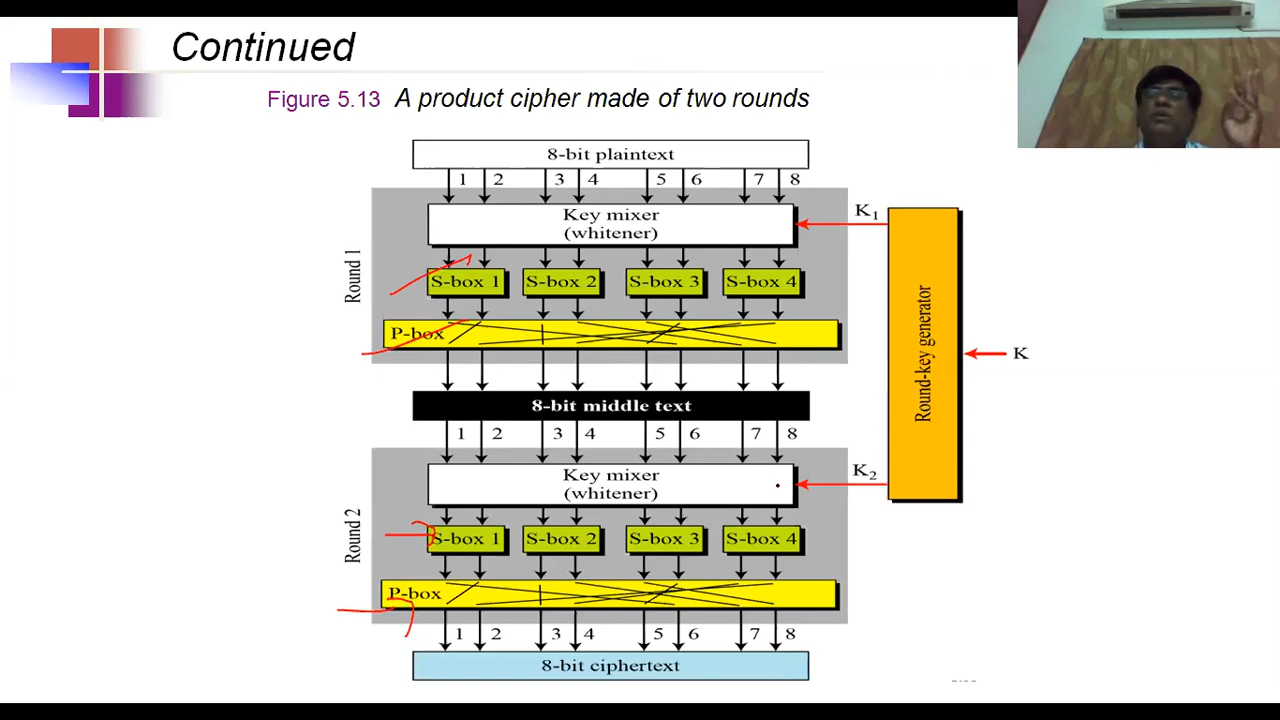 Continued
Figure 5.13 A product cipher made of two rounds
8-bit plaintext
1 2 3 4 5 6 7 8
Key mixer
(whitener)
K1
Round 1
S-box 1 S-box 2 S-box 3 S-box 4
P-box
8-bit middle text
Round-key generator
K
1 2 3 4 5 6 7 8
Key mixer
(whitener)
K2
Round 2
S-box 1 S-box 2 S-box 3 S-box 4
P-box
1 2 3 4 5 6 7 8
8-bit ciphertext